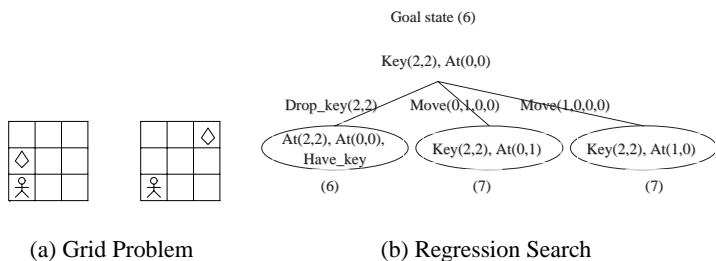 Goal state (6)
Key(2,2), At(0,0)
Drop_key(2,2) Move(0,1,0,0) Move(1,0,0,0)
At(2,2), At(0,0),
Have_key
Key(2,2), At(0,1)
Key(2,2), At(1,0)
(6) (7) (7)
(a) Grid Problem
(b) Regression Search